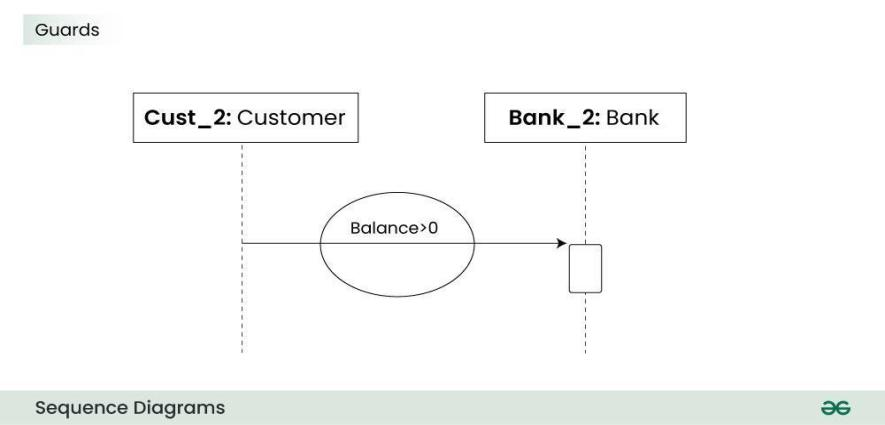 Guards
Cust_2: Customer
Bank_2: Bank
Balance>0
Sequence Diagrams